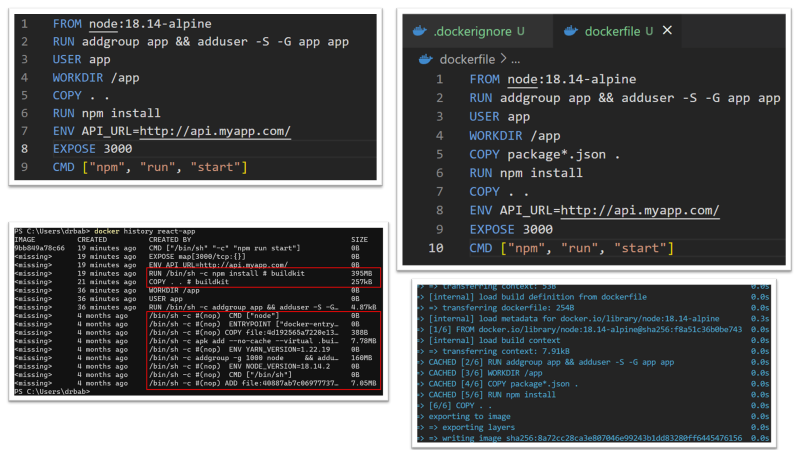 1 FROM node:18.14-alpine
2 RUN addgroup app && adduser -S -G app app
3 USER app
4 WORKDIR /app
5 COPY . .
6 RUN npm install
7 ENV API_URL=http://api.myapp.com/
8 EXPOSE 3000
9 CMD ["npm", "run", "start"]
.dockerignore U dockerfile U ×
dockerfile > ...
1 FROM node:18.14-alpine
2 RUN addgroup app && adduser -S -G app app
3 USER app
4 WORKDIR /app
5 COPY package*.json .
6 RUN npm install
7 COPY . .
8 ENV API_URL=http://api.myapp.com/
9 EXPOSE 3000
10 CMD ["npm", "run", "start"]
PS C:\Users\drbab> docker history react-app
IMAGE CREATED CREATED BY SIZE
9bb849a78c66 19 minutes ago CMD ["/bin/sh" "-c" "npm run start"] 0B
<missing> 19 minutes ago EXPOSE map[3000/tcp:{}] 0B
<missing> 19 minutes ago ENV API_URL=http://api.myapp.com/ 0B
<missing> 19 minutes ago RUN /bin/sh -c npm install # buildkit 395MB
<missing> 21 minutes ago COPY . . # buildkit 257kB
<missing> 36 minutes ago WORKDIR /app 0B
<missing> 36 minutes ago USER app 0B
<missing> 36 minutes ago RUN /bin/sh -c addgroup app && adduser -S -G… 4.87kB
<missing> 4 months ago /bin/sh -c #(nop) CMD ["node"] 0B
<missing> 4 months ago /bin/sh -c #(nop) ENTRYPOINT ["docker-entry… 0B
<missing> 4 months ago /bin/sh -c #(nop) COPY file:4d192565a7220e13… 388B
<missing> 4 months ago /bin/sh -c apk add --no-cache --virtual .bui… 7.78MB
<missing> 4 months ago /bin/sh -c #(nop) ENV YARN_VERSION=1.22.19 0B
<missing> 4 months ago /bin/sh -c addgroup -g 1000 node && addu… 160MB
<missing> 4 months ago /bin/sh -c #(nop) ENV NODE_VERSION=18.14.2 0B
<missing> 4 months ago /bin/sh -c #(nop) CMD ["/bin/sh"] 0B
<missing> 4 months ago /bin/sh -c #(nop) ADD file:40887ab7c06977737… 7.05MB
PS C:\Users\drbab>
=> => transferring context: 53B 0.0s
=> [internal] load build definition from dockerfile 0.0s
=> => transferring dockerfile: 254B 0.0s
=> [internal] load metadata for docker.io/library/node:18.14-alpine 0.3s
=> [1/6] FROM docker.io/library/node:18.14-alpine@sha256:f8a51c36b0be743 0.0s
=> [internal] load build context 0.0s
=> => transferring context: 7.91kB 0.0s
=> CACHED [2/6] RUN addgroup app && adduser -S -G app app 0.0s
=> CACHED [3/6] WORKDIR /app 0.0s
=> CACHED [4/6] COPY package*.json . 0.0s
=> CACHED [5/6] RUN npm install 0.0s
=> [6/6] COPY . . 0.0s
=> exporting to image 0.0s
=> => exporting layers 0.0s
=> => writing image sha256:8a72cc28ca3e807046e99243b1dd83280ff6445476156 0.0s